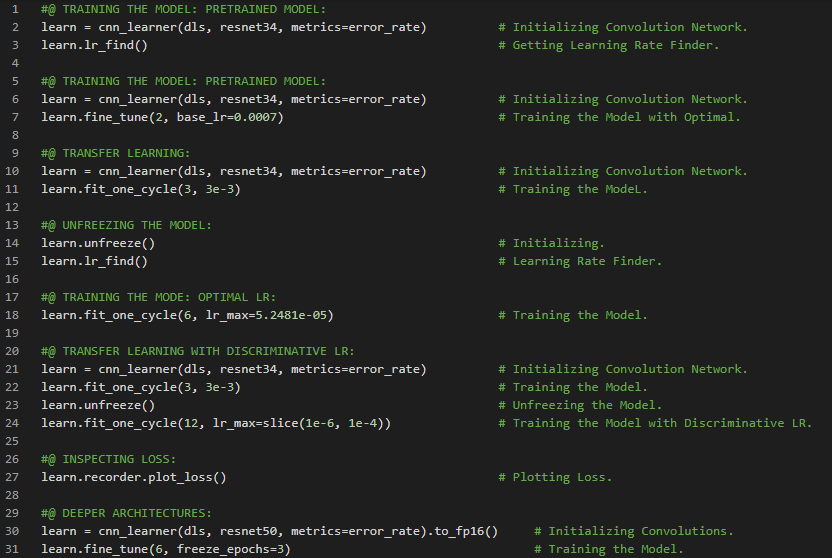 1 #@ TRAINING THE MODEL: PRETRAINED MODEL:
2 learn = cnn_learner(dls, resnet34, metrics=error_rate) # Initializing Convolution Network.
3 learn.lr_find() # Getting Learning Rate Finder.
4
5 #@ TRAINING THE MODEL: PRETRAINED MODEL:
6 learn = cnn_learner(dls, resnet34, metrics=error_rate) # Initializing Convolution Network.
7 learn.fine_tune(2, base_lr=0.0007) # Training the Model with Optimal.
8
9 #@ TRANSFER LEARNING:
10 learn = cnn_learner(dls, resnet34, metrics=error_rate) # Initializing Convolution Network.
11 learn.fit_one_cycle(3, 3e-3) # Training the ModeL.
12
13 #@ UNFREEZING THE MODEL:
14 learn.unfreeze() # Initializing.
15 learn.lr_find() # Learning Rate Finder.
16
17 #@ TRAINING THE MODE: OPTIMAL LR:
18 learn.fit_one_cycle(6, lr_max=5.2481e-05) # Training the Model.
19
20 #@ TRANSFER LEARNING WITH DISCRIMINATIVE LR:
21 learn = cnn_learner(dls, resnet34, metrics=error_rate) # Initializing Convolution Network.
22 learn.fit_one_cycle(3, 3e-3) # Training the Model.
23 learn.unfreeze() # Unfreezing the Model.
24 learn.fit_one_cycle(12, lr_max=slice(1e-6, 1e-4)) # Training the Model with Discriminative LR.
25
26 #@ INSPECTING LOSS:
27 learn.recorder.plot_loss() # Plotting Loss.
28
29 #@ DEEPER ARCHITECTURES:
30 learn = cnn_learner(dls, resnet50, metrics=error_rate).to_fp16() # Initializing Convolutions.
31 learn.fine_tune(6, freeze_epochs=3) # Training the Model.